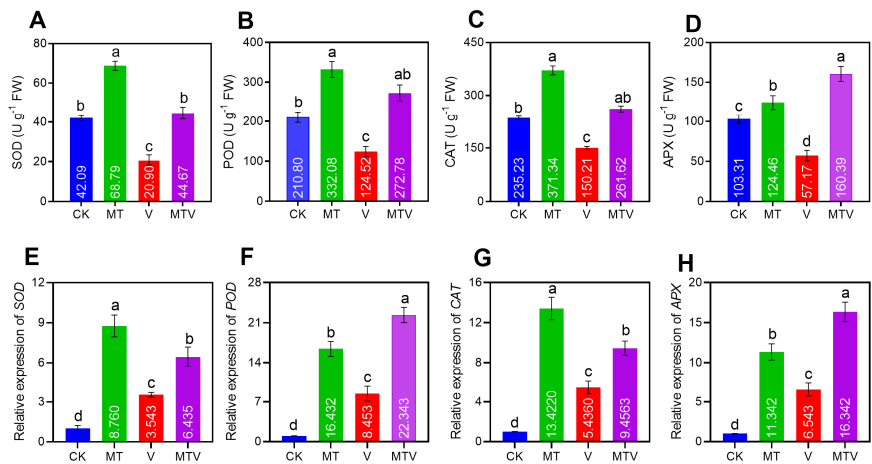 A
SOD (U g-1 FW)
80
60
40
20
0
b
a
c
b
42.09
68.79
20.90
44.67
CK MT V MTV
B
POD (U g-1 FW)
400
300
200
100
0
b
a
c
ab
210.80
332.08
124.52
272.78
CK MT V MTV
C
CAT (U g-1 FW)
450
300
150
0
b
a
c
ab
235.23
371.34
150.21
261.62
CK MT V MTV
D
APX (U g-1 FW)
200
150
100
50
0
c
b
d
a
103.31
124.46
57.17
160.39
CK MT V MTV
E
Relative expression of SOD
12
9
6
3
0
d
a
c
b
8.760
3.543
6.435
CK MT V MTV
F
Relative expression of POD
28
21
14
7
0
d
b
c
a
16.432
8.453
22.343
CK MT V MTV
G
Relative expression of CAT
16
12
8
4
0
d
a
c
b
13.4220
5.4360
9.4563
CK MT V MTV
H
Relative expression of APX
20
15
10
5
0
d
b
c
a
11.342
6.543
16.342
CK MT V MTV